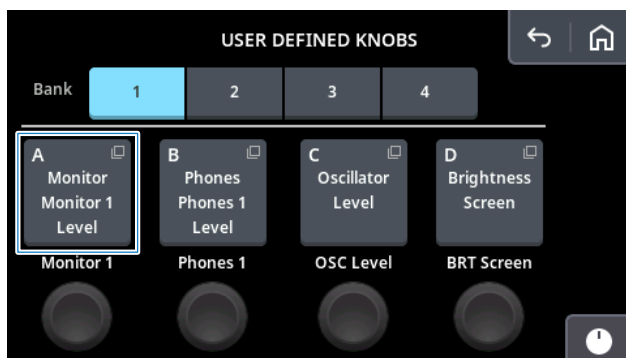 USER DEFINED KNOBS
Bank 1 2 3 4
A B C D
Monitor Phones Oscillator Brightness
Monitor 1 Phones 1 Level Screen
Level Level
Monitor 1 Phones 1 OSC Level BRT Screen